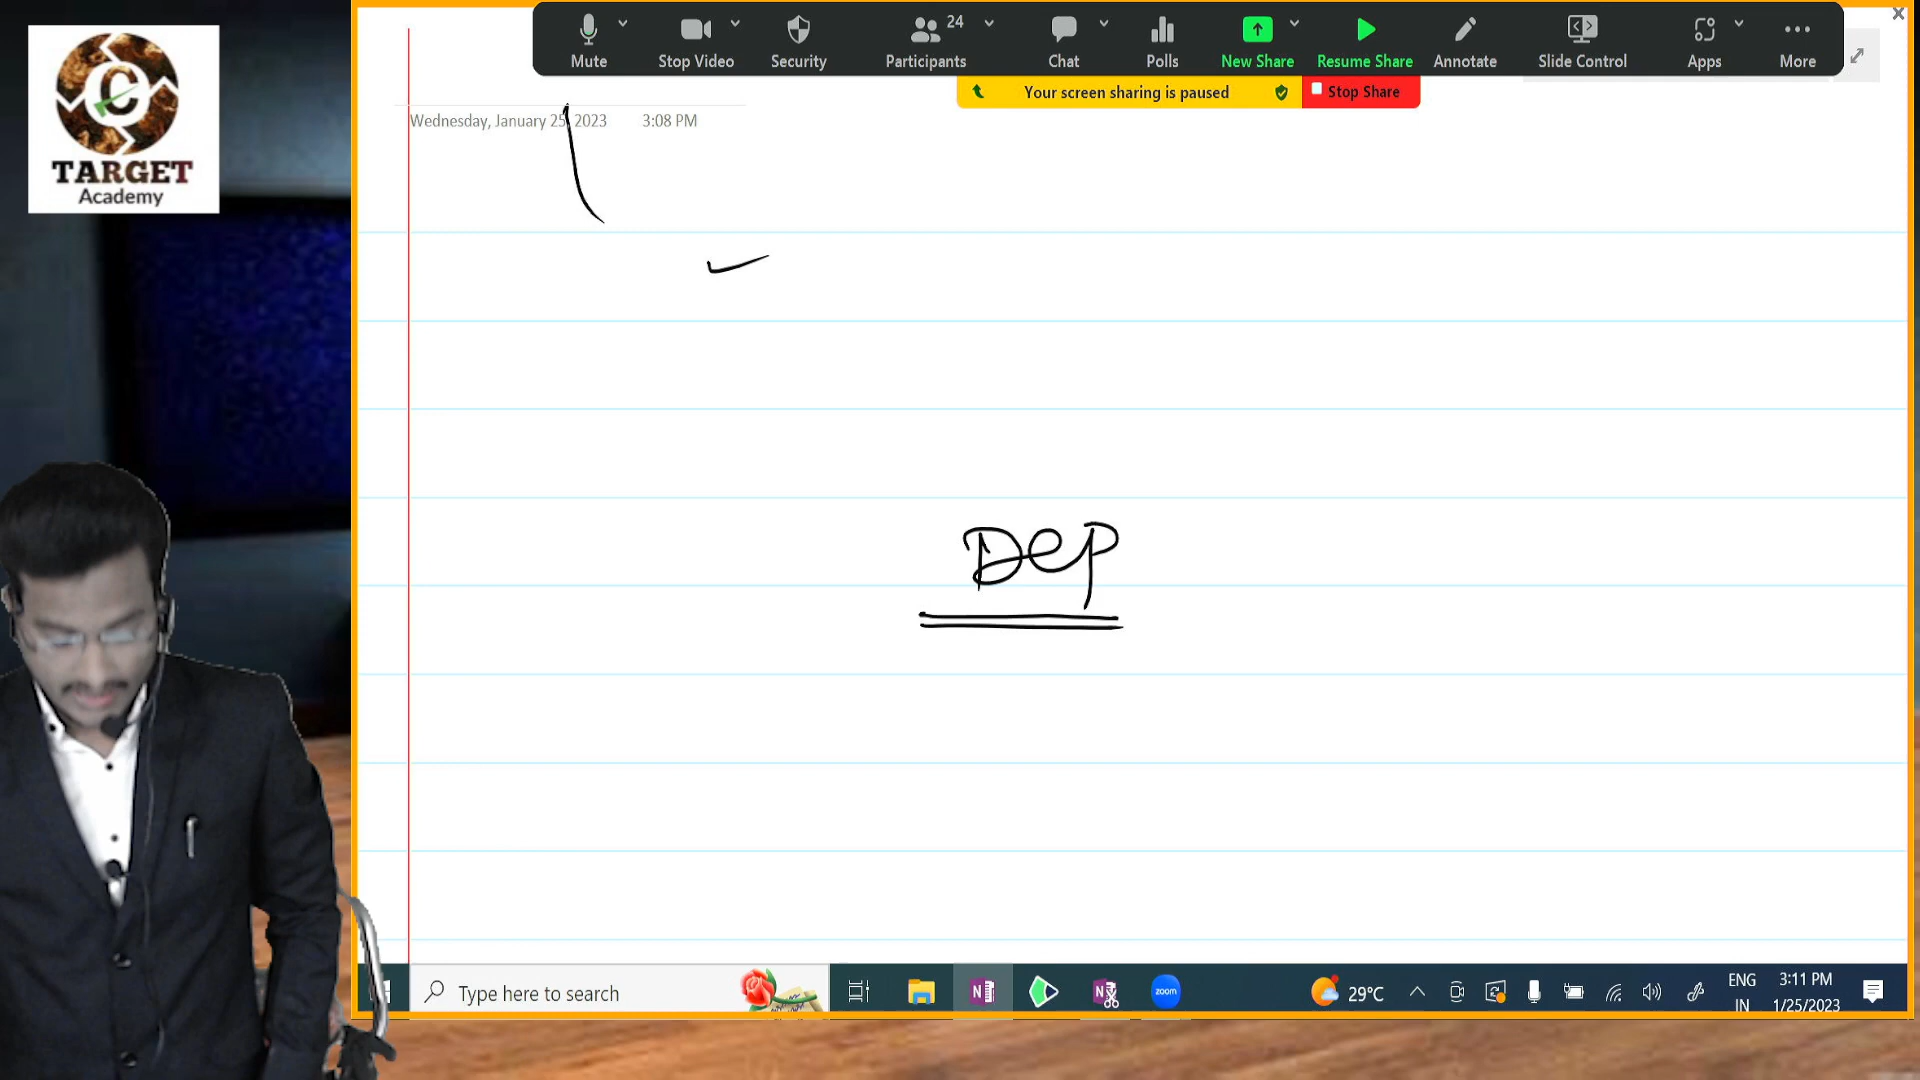 C
TARGET
Academy
Mute
Stop Video
Security
Participants
24
Chat
Polls
New Share
Resume Share
Annotate
Slide Control
Apps
More
Your screen sharing is paused
Stop Share
Wednesday, January 25, 2023 3:08 PM
DeP
Type here to search
N
N
zoom
29°C
ENG
IN
3:11 PM
1/25/2023